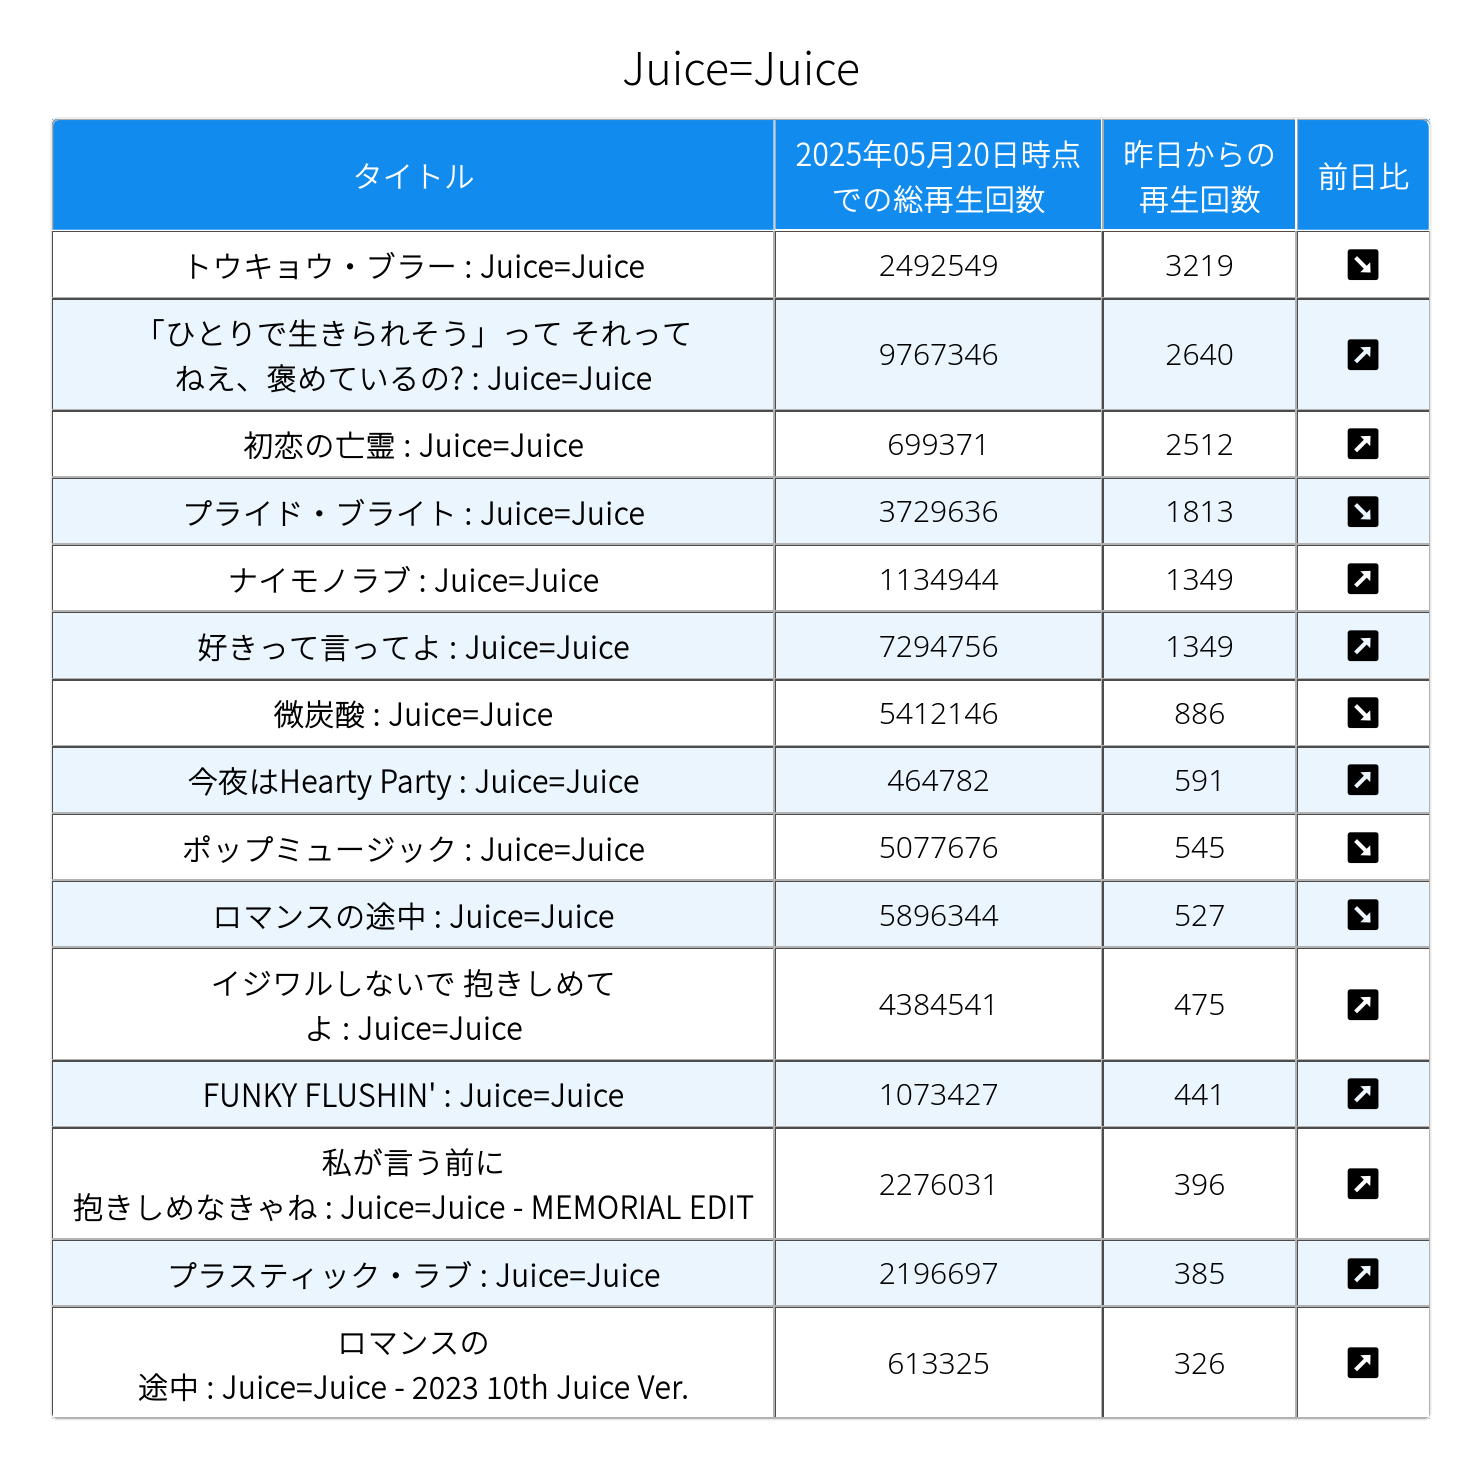 Juice=Juice
タイトル
2025年05月20日時点
での総再生回数
昨日からの
再生回数
前日比
トウキョウ・ブラー : Juice=Juice
2492549
3219
「ひとりで生きられそう」って それって
ねえ、褒めているの? : Juice=Juice
9767346
2640
初恋の亡霊 : Juice=Juice
699371
2512
プライド・ブライト : Juice=Juice
3729636
1813
ナイモノラブ : Juice=Juice
1134944
1349
好きって言ってよ : Juice=Juice
7294756
1349
微炭酸 : Juice=Juice
5412146
886
今夜はHearty Party : Juice=Juice
464782
591
ポップミュージック : Juice=Juice
5077676
545
ロマンスの途中 : Juice=Juice
5896344
527
イジワルしないで 抱きしめて
よ : Juice=Juice
4384541
475
FUNKY FLUSHIN' : Juice=Juice
1073427
441
私が言う前に
抱きしめなきゃね : Juice=Juice - MEMORIAL EDIT
2276031
396
プラスティック・ラブ : Juice=Juice
2196697
385
ロマンスの
途中 : Juice=Juice - 2023 10th Juice Ver.
613325
326